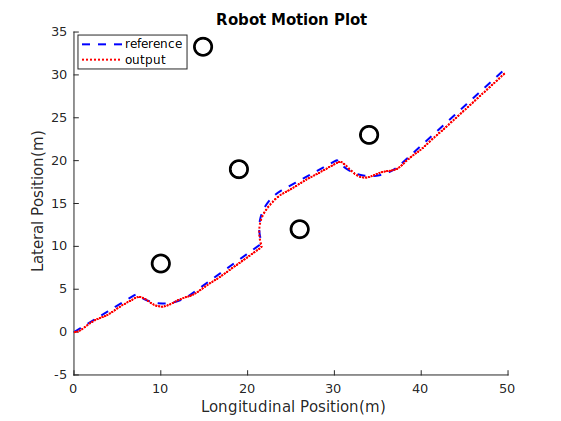 Robot Motion Plot
reference
output
35
30
25
20
15
10
5
0
-5
0 10 20 30 40 50
Lateral Position(m)
Longitudinal Position(m)